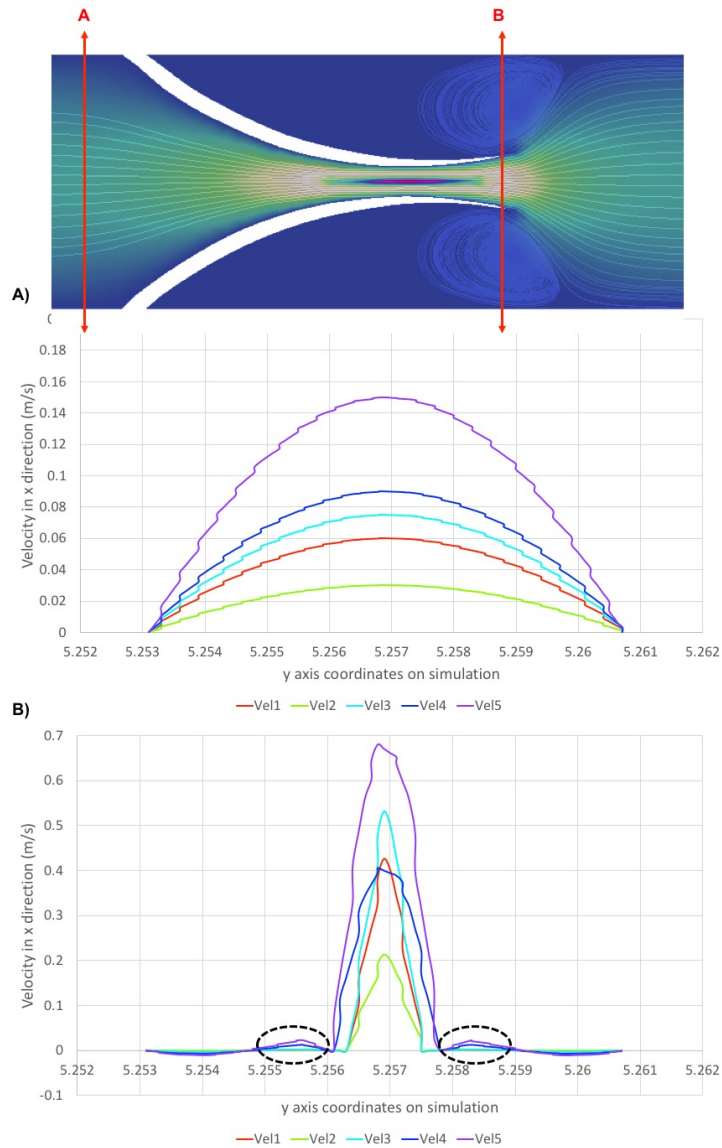 A B
A)
0.18
0.16
0.14
0.12
0.1
0.08
0.06
0.04
0.02
0
Velocity in x direction (m/s)
5.252 5.253 5.254 5.255 5.256 5.257 5.258 5.259 5.26 5.261 5.262
y axis coordinates on simulation
Vel1 Vel2 Vel3 Vel4 Vel5
B)
0.7
0.6
0.5
0.4
0.3
0.2
0.1
0
-0.1
Velocity in x direction (m/s)
5.252 5.253 5.254 5.255 5.256 5.257 5.258 5.259 5.26 5.261 5.262
y axis coordinates on simulation
Vel1 Vel2 Vel3 Vel4 Vel5